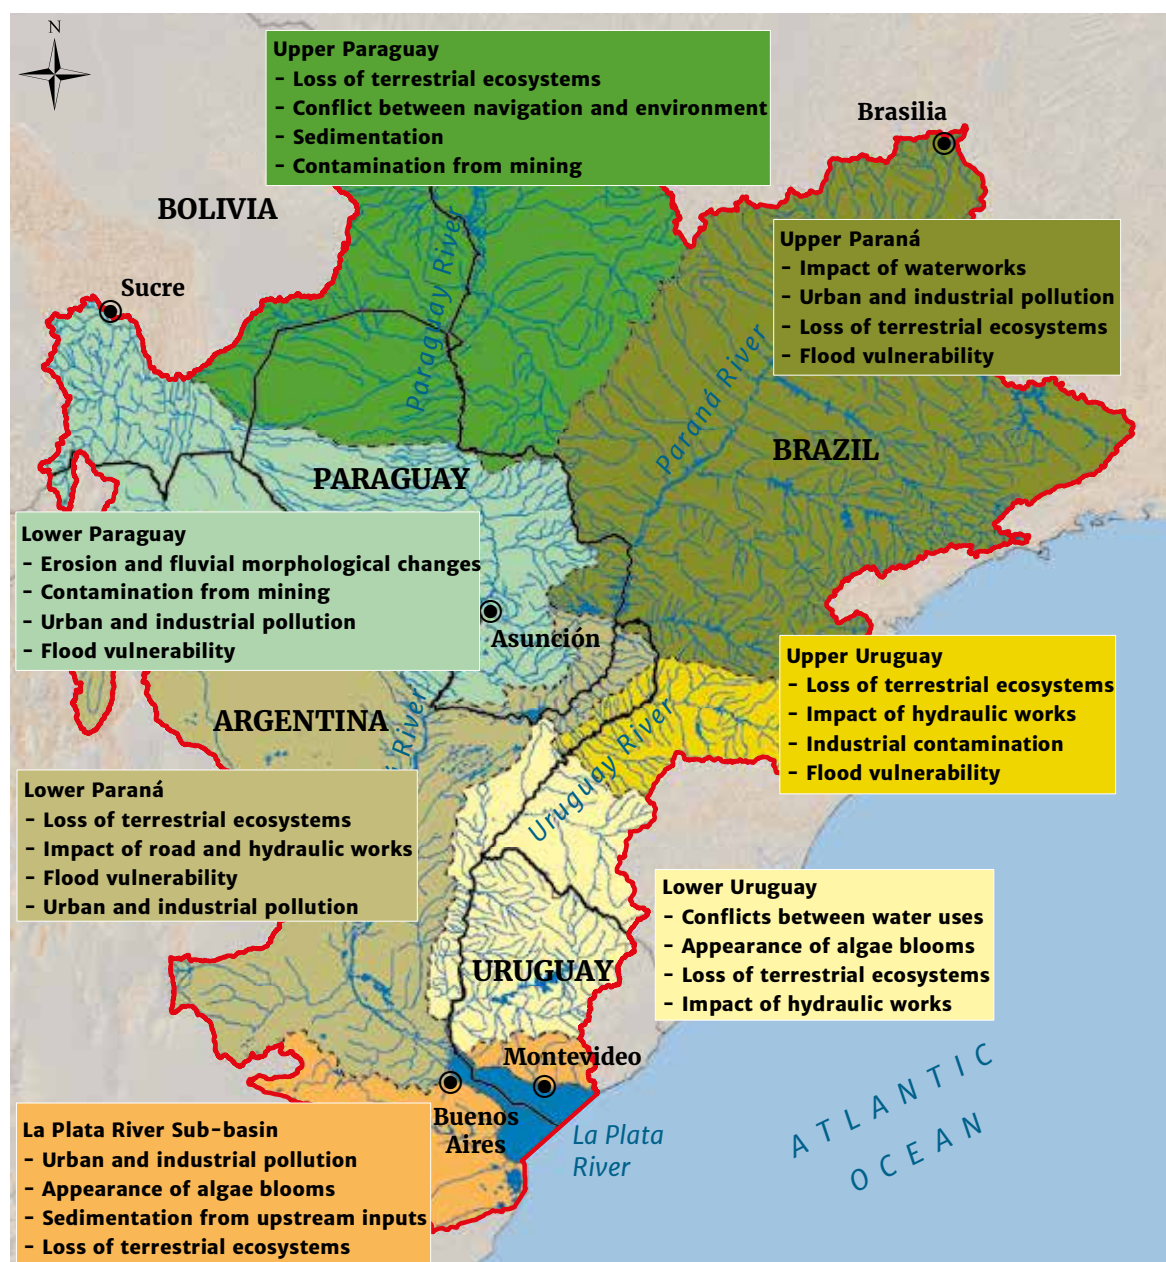 N
Upper Paraguay
- Loss of terrestrial ecosystems
- Conflict between navigation and environment
- Sedimentation
- Contamination from mining
Brasilia
BOLIVIA
Paraguay River
Upper Paraná
- Impact of waterworks
- Urban and industrial pollution
- Loss of terrestrial ecosystems
- Flood vulnerability
Sucre
Paraná River
BRAZIL
PARAGUAY
Lower Paraguay
- Erosion and fluvial morphological changes
- Contamination from mining
- Urban and industrial pollution
- Flood vulnerability
Asunción
Upper Uruguay
- Loss of terrestrial ecosystems
- Impact of hydraulic works
- Industrial contamination
- Flood vulnerability
ARGENTINA
River
Uruguay River
Lower Paraná
- Loss of terrestrial ecosystems
- Impact of road and hydraulic works
- Flood vulnerability
- Urban and industrial pollution
Lower Uruguay
- Conflicts between water uses
- Appearance of algae blooms
- Loss of terrestrial ecosystems
- Impact of hydraulic works
URUGUAY
Montevideo
Buenos
Aires
La Plata
River
ATLANTIC
OCEAN
La Plata River Sub-basin
- Urban and industrial pollution
- Appearance of algae blooms
- Sedimentation from upstream inputs
- Loss of terrestrial ecosystems